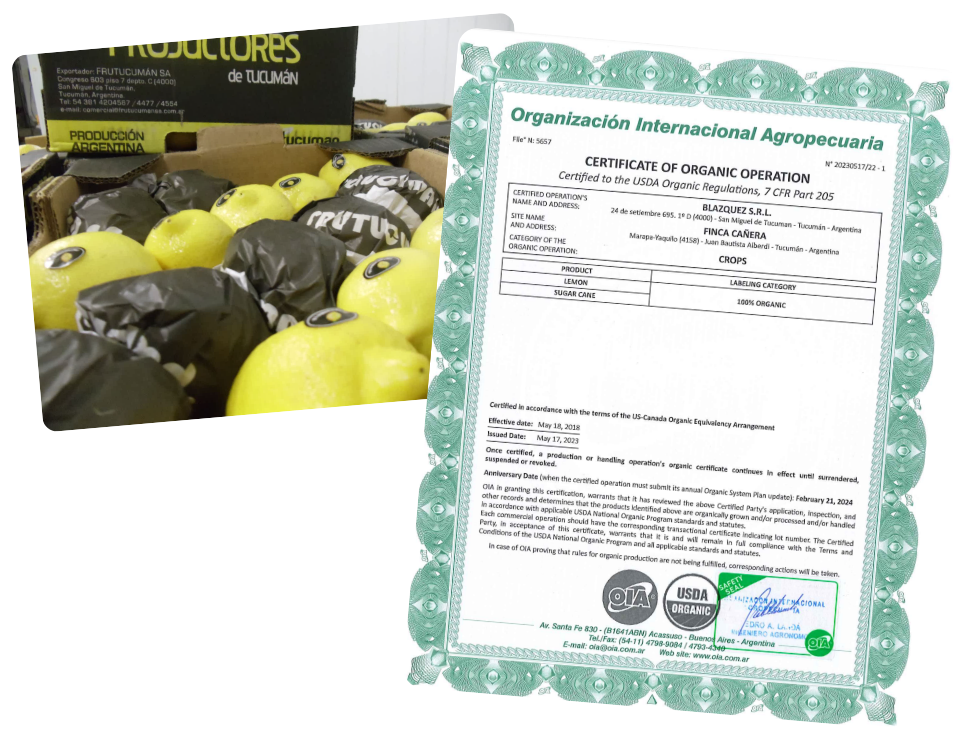 PRODUCTORES
de TUCUMÁN
Exportador: FRUTUCUMÁN SA
Congreso 803 piso 7 depto. C (4000)
San Miguel de Tucumán.
Tucumán. Argentina.
Tel: 54 381 4204567 / 4477 / 4554
e-mail: comercial@frutucumansa.com.ar
PRODUCCIÓN
ARGENTINA
Organización Internacional Agropecuaria
File° N: 5657
N° 20230517/22 - 1
CERTIFICATE OF ORGANIC OPERATION
Certified to the USDA Organic Regulations, 7 CFR Part 205
CERTIFIED OPERATION'S
NAME AND ADDRESS:
BLAZQUEZ S.R.L.
24 de setiembre 695. 1º D (4000) - San Miguel de Tucuman - Tucumán - Argentina
SITE NAME
AND ADDRESS:
FINCA CAÑERA
Marapa-Yaquilo (4158) - Juan Bautista Alberdi - Tucumán - Argentina
CATEGORY OF THE
ORGANIC OPERATION:
CROPS
PRODUCT
LABELING CATEGORY
LEMON
SUGAR CANE
100% ORGANIC
Certified in accordance with the terms of the US-Canada Organic Equivalency Arrangement
Effective date: May 18, 2018
Issued Date: May 17, 2023
Once certified, a production or handling operation's organic certificate continues in effect until surrendered,
suspended or revoked.
Anniversary Date (when the certified operation must submit its annual Organic System Plan update): February 21, 2024
OIA in granting this certification, warrants that it has reviewed the above Certified Party's application, inspection, and
other records and determines that the products identified above are organically grown and/or processed and/or handled
in accordance with applicable USDA National Organic Program standards and statutes.
Each commercial operation should have the corresponding transactional certificate indicating lot number. The Certified
Party, in acceptance of this certificate, warrants that it is and will remain in full compliance with the Terms and
Conditions of the USDA National Organic Program and all applicable standards and statutes.
In case of OIA proving that rules for organic production are not being fulfilled, corresponding actions will be taken.
OIA
USDA
ORGANIC
SAFETY
SEAL
INTERNACIONAL
INGENIERO AGRONOMO
OIA
Av. Santa Fe 830 - (B1641ABN) Acassuso - Buenos Aires - Argentina
Tel./Fax: (54-11) 4798-9084 / 4793-4340
E-mail: oia@oia.com.ar Web site: www.oia.com.ar